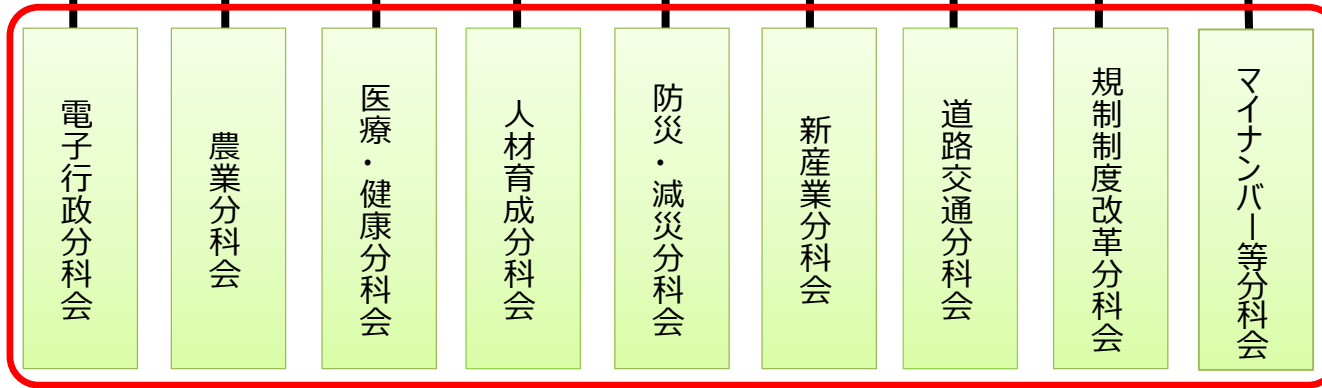 電子行政分科会
農業分科会
医療・健康分科会
人材育成分科会
防災・減災分科会
新産業分科会
道路交通分科会
規制制度改革分科会
マイナンバー等分科会